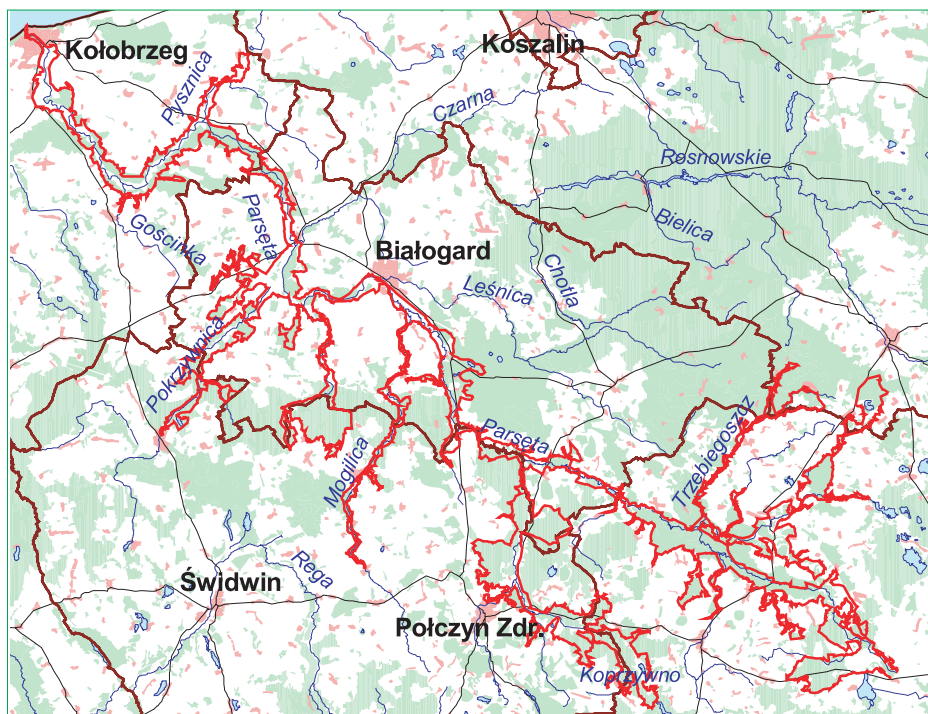 Kołobrzeg
Koszalin
Pysznica
Czarna
Rosnowskie
Parsęta
Gościnka
Bielica
Białogard
Leśnica
Chotla
Pokrzywnica
Parsęta
Trzebiegoszcz
Mogilica
Rega
Świdwin
Połczyn Zdr.
Koprzywno